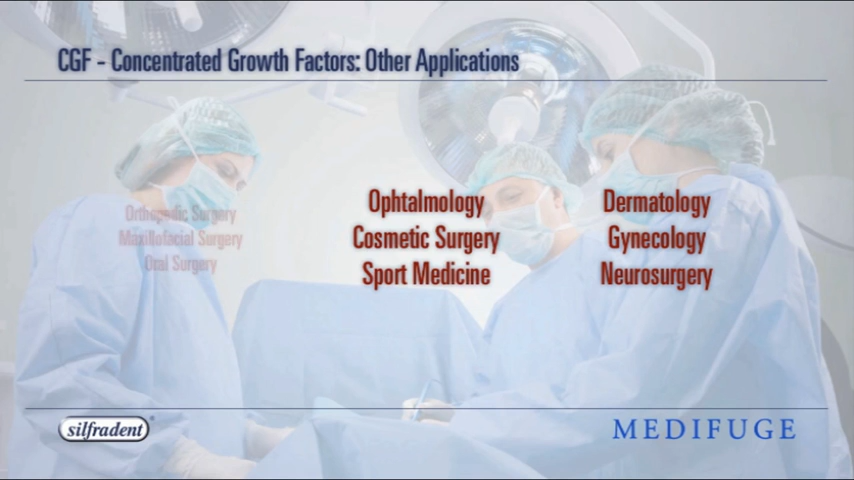 CGF - Concentrated Growth Factors: Other Applications
Orthopedic Surgery
Maxillofacial Surgery
Oral Surgery
Ophtalmology
Cosmetic Surgery
Sport Medicine
Dermatology
Gynecology
Neurosurgery
silfradent
MEDIFUGE